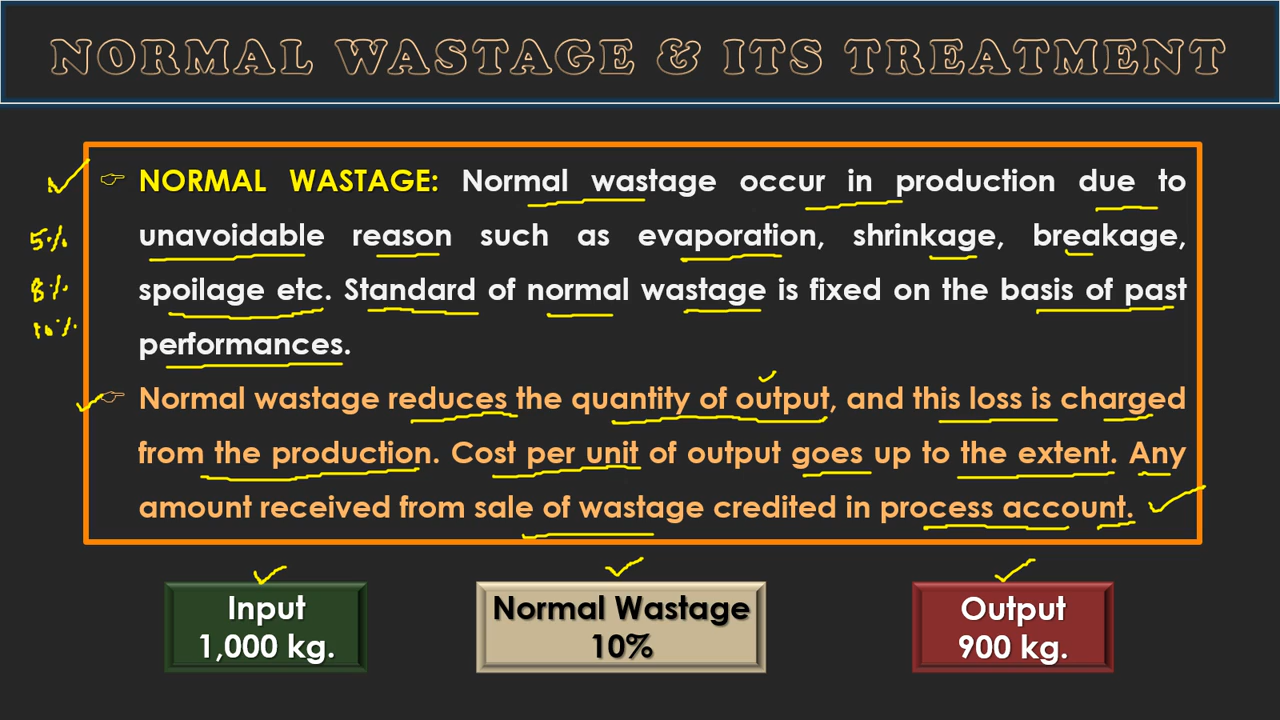 NORMAL WASTAGE & ITS TREATMENT
☞ NORMAL WASTAGE: Normal wastage occur in production due to
5%
unavoidable reason such as evaporation, shrinkage, breakage,
8%
spoilage etc. Standard of normal wastage is fixed on the basis of past
10%
performances.
☞ Normal wastage reduces the quantity of output, and this loss is charged
from the production. Cost per unit of output goes up to the extent. Any
amount received from sale of wastage credited in process account.
Input
1,000 kg.
Normal Wastage
10%
Output
900 kg.